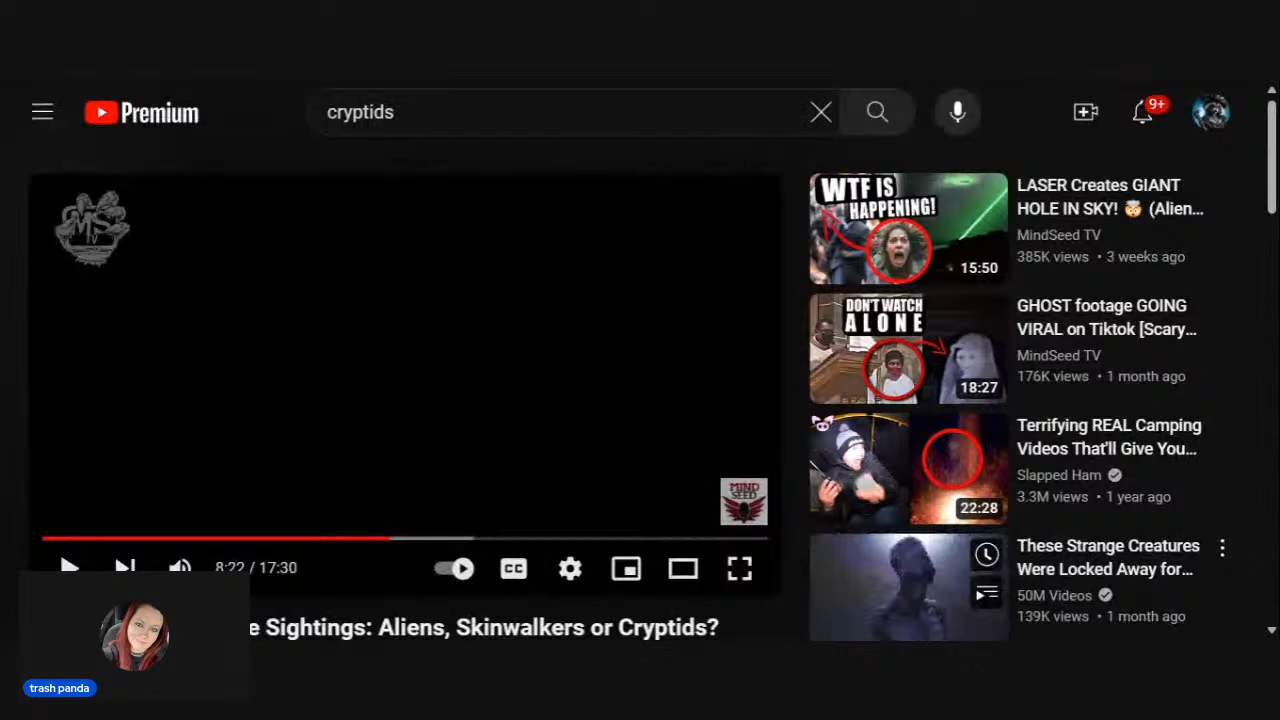 Premium
cryptids
9+
MS
TV
MIND
SEED
8:22 / 17:30
CC
e Sightings: Aliens, Skinwalkers or Cryptids?
trash panda
WTF IS
HAPPENING!
15:50
LASER Creates GIANT
HOLE IN SKY! 🤯 (Alien...
MindSeed TV
385K views • 3 weeks ago
DON'T WATCH
ALONE
18:27
GHOST footage GOING
VIRAL on Tiktok [Scary...
MindSeed TV
176K views • 1 month ago
22:28
Terrifying REAL Camping
Videos That'll Give You...
Slapped Ham
3.3M views • 1 year ago
These Strange Creatures
Were Locked Away for...
50M Videos
139K views • 1 month ago